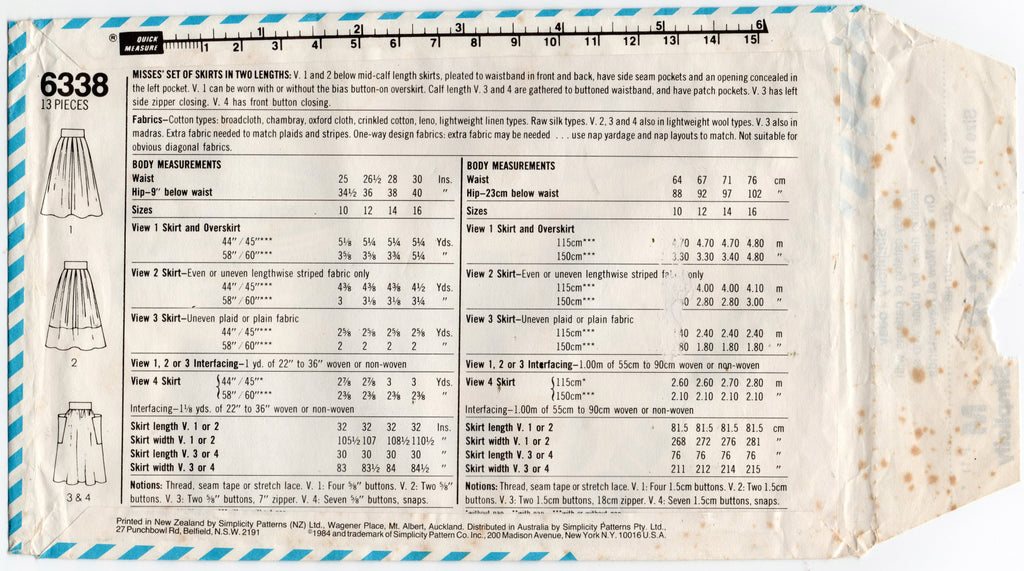 ® QUICK MEASURE
1 2 3 4 5 6
1 2 3 4 5 6 7 8 9 10 11 12 13 14 15
6338
13 PIECES
1
2
3 & 4
MISSES' SET OF SKIRTS IN TWO LENGTHS: V. 1 and 2 below mid-calf length skirts, pleated to waistband in front and back, have side seam pockets and an opening concealed in
the left pocket. V. 1 can be worn with or without the bias button-on overskirt. Calf length V. 3 and 4 are gathered to buttoned waistband, and have patch pockets. V. 3 has left
side zipper closing. V. 4 has front button closing.
Fabrics—Cotton types: broadcloth, chambray, oxford cloth, crinkled cotton, leno, lightweight linen types. Raw silk types. V. 2, 3 and 4 also in lightweight wool types. V. 3 also in
madras. Extra fabric needed to match plaids and stripes. One-way design fabrics: extra fabric may be needed ... use nap yardage and nap layouts to match. Not suitable for
obvious diagonal fabrics.
BODY MEASUREMENTS
Waist 25 26½ 28 30 Ins.
Hip–9" below waist 34½ 36 38 40 "
Sizes 10 12 14 16
View 1 Skirt and Overskirt
44"/45"*** 5⅛ 5¼ 5¼ 5¼ Yds.
58"/60"*** 3⅝ 3⅝ 3¾ 5¼ "
View 2 Skirt–Even or uneven lengthwise striped fabric only
44"/45"*** 4⅜ 4⅜ 4⅜ 4½ Yds.
58"/60"*** 3 3⅛ 3⅛ 3¼ "
View 3 Skirt–Uneven plaid or plain fabric
44"/45"*** 2⅝ 2⅝ 2⅝ 2⅝ Yds.
58"/60"*** 2 2 2 2 "
View 1, 2 or 3 Interfacing–1 yd. of 22" to 36" woven or non-woven
View 4 Skirt 44"/45"* 2⅞ 2⅞ 3 3 Yds.
58"/60"*** 2⅜ 2⅜ 2⅜ 2⅜ "
Interfacing–1⅛ yds. of 22" to 36" woven or non-woven
Skirt length V. 1 or 2 32 32 32 32 Ins.
Skirt width V. 1 or 2 105½ 107 108½ 110½ "
Skirt length V. 3 or 4 30 30 30 30 "
Skirt width V. 3 or 4 83 83½ 84 84½ "
Notions: Thread, seam tape or stretch lace. V. 1: Four ⅝" buttons. V. 2: Two ⅝"
buttons. V. 3: Two ⅝" buttons, 7" zipper. V. 4: Seven ⅝" buttons, snaps.
BODY MEASUREMENTS
Waist 64 67 71 76 cm
Hip–23cm below waist 88 92 97 102 "
Sizes 10 12 14 16
View 1 Skirt and Overskirt
115cm*** 4.70 4.70 4.70 4.80 m
150cm*** 3.30 3.30 3.40 4.80 "
View 2 Skirt–Even or uneven lengthwise striped only
115cm*** 4.00 4.00 4.10 m
150cm*** 2.80 2.80 3.00 "
View 3 Skirt–Uneven plaid or plain fabric
115cm*** 40 2.40 2.40 2.40 m
150cm*** 80 1.80 1.80 1.80 "
View 1, 2 or 3 Interfacing–1.00m of 55cm to 90cm woven or non-woven
View 4 Skirt 115cm* 2.60 2.60 2.70 2.80 m
150cm*** 2.10 2.10 2.10 2.10 "
Interfacing–1.00m of 55cm to 90cm woven or non-woven
Skirt length V. 1 or 2 81.5 81.5 81.5 81.5 cm
Skirt width V. 1 or 2 268 272 276 281 "
Skirt length V. 3 or 4 76 76 76 76 "
Skirt width V. 3 or 4 211 212 214 215 "
Notions: Thread, seam tape or stretch lace. V. 1: Four 1.5cm buttons. V. 2: Two 1.5cm
buttons. V. 3: Two 1.5cm buttons, 18cm zipper. V. 4: Seven 1.5cm buttons, snaps.
*without nap **with nap ***with or without nap
Printed in New Zealand by Simplicity Patterns (NZ) Ltd., Wagener Place, Mt. Albert, Auckland. Distributed in Australia by Simplicity Patterns Pty. Ltd.,
27 Punchbowl Rd, Belfield, N.S.W. 2191 ©1984 and trademark of Simplicity Pattern Co. Inc., 200 Madison Avenue, New York N.Y. 10016 U.S.A.